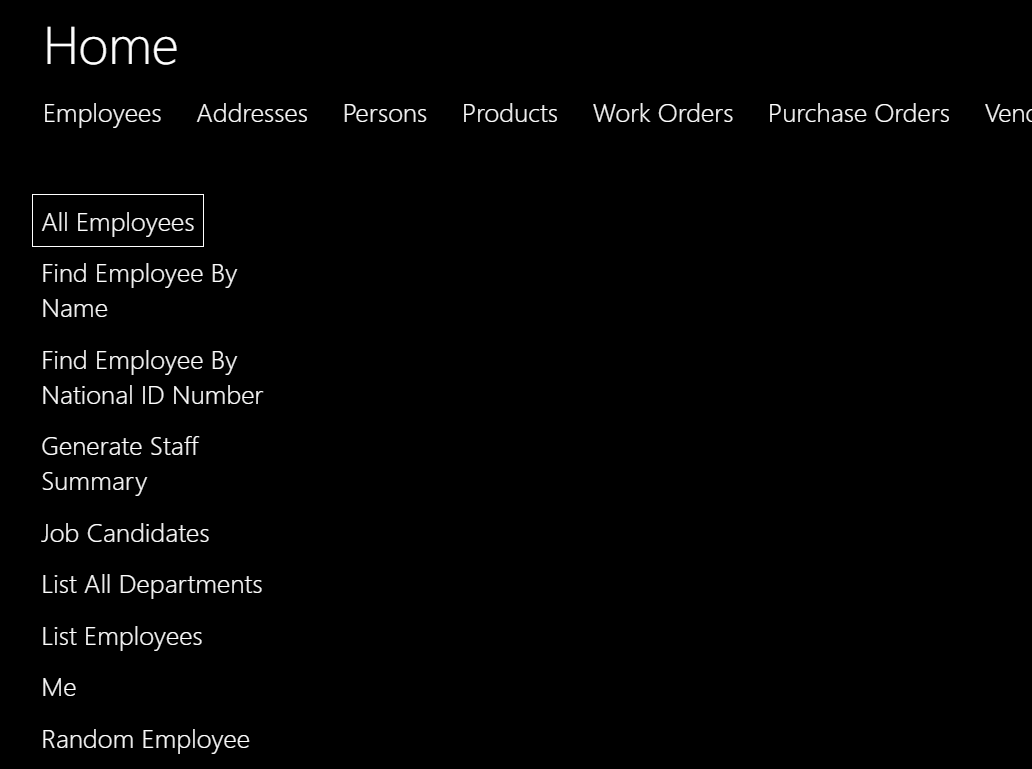 Home
Employees Addresses Persons Products Work Orders Purchase Orders
All Employees
Find Employee By
Name
Find Employee By
National ID Number
Generate Staff
Summary
Job Candidates
List All Departments
List Employees
Me
Random Employee